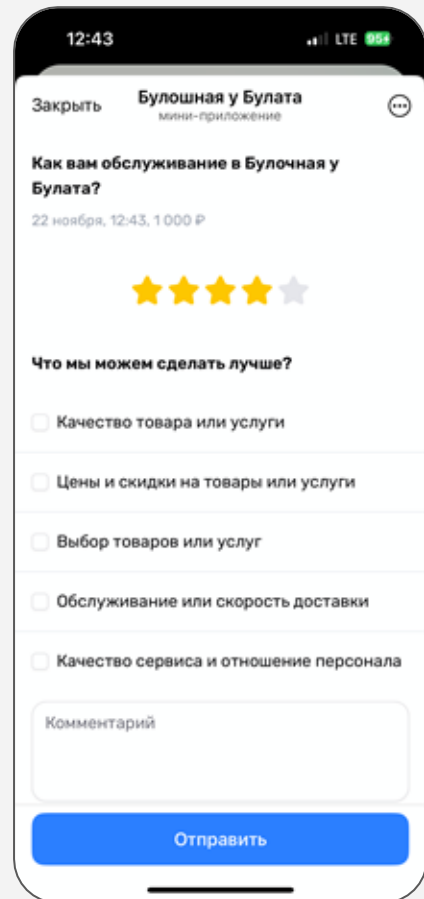 12:43 LTE 95+
Закрыть
Булошная у Булата
мини-приложение
Как вам обслуживание в Булочная у
Булата?
22 ноября, 12:43, 1 000 ₽
Что мы можем сделать лучше?
Качество товара или услуги
Цены и скидки на товары или услуги
Выбор товаров или услуг
Обслуживание или скорость доставки
Качество сервиса и отношение персонала
Комментарий
Отправить